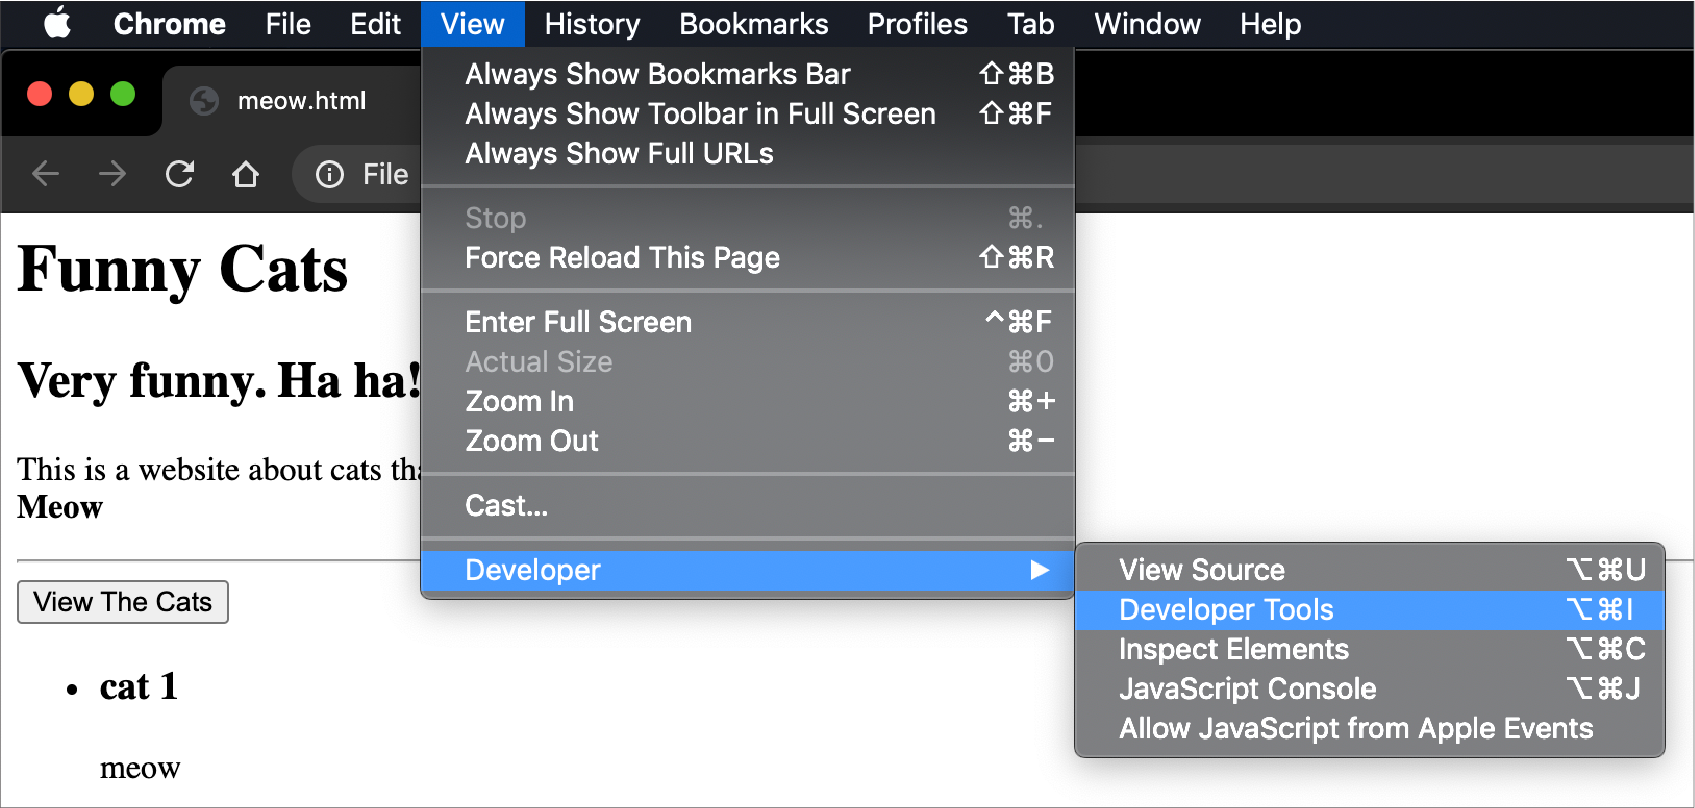 Chrome File Edit View History Bookmarks Profiles Tab Window Help
meow.html
File
Always Show Bookmarks Bar ⇧⌘B
Always Show Toolbar in Full Screen ⇧⌘F
Always Show Full URLs
Stop ⌘.
Force Reload This Page ⇧⌘R
Enter Full Screen ^⌘F
Actual Size ⌘0
Zoom In ⌘+
Zoom Out ⌘−
Cast...
Developer ▶
View Source ⌥⌘U
Developer Tools ⌥⌘I
Inspect Elements ⌥⌘C
JavaScript Console ⌥⌘J
Allow JavaScript from Apple Events
Funny Cats
Very funny. Ha ha!
This is a website about cats
Meow
View The Cats
• cat 1
meow